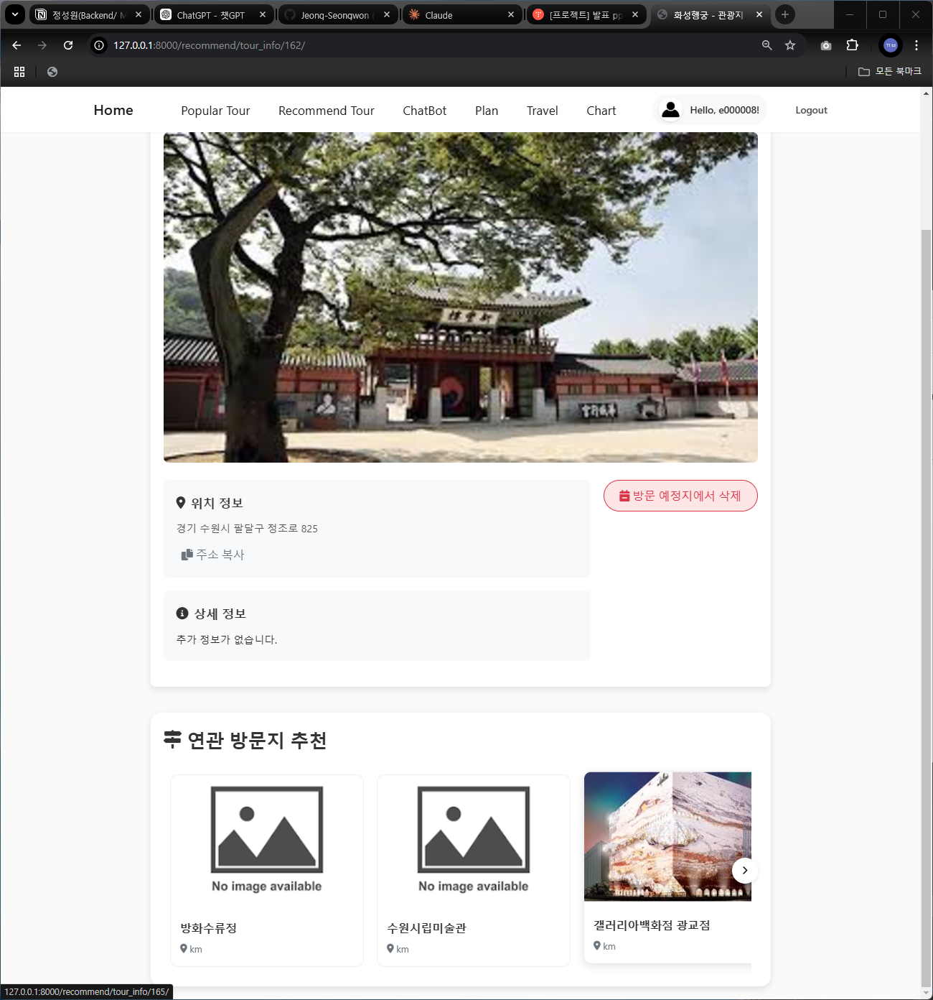 정성원(Backend/ M
ChatGPT - 챗GPT
Jeong-Seongwon (
Claude
[프로젝트] 발표 pp
화성행궁 - 관광지
127.0.0.1:8000/recommend/tour_info/162/
ㄲㅂ
모든 북마크
Home
Popular Tour
Recommend Tour
ChatBot
Plan
Travel
Chart
Hello, e000008!
Logout
新豊樓
위치 정보
방문 예정지에서 삭제
경기 수원시 팔달구 정조로 825
주소 복사
상세 정보
추가 정보가 없습니다.
연관 방문지 추천
No image available
No image available
방화수류정
수원시립미술관
갤러리아백화점 광교점
km
km
km
127.0.0.1:8000/recommend/tour_info/165/